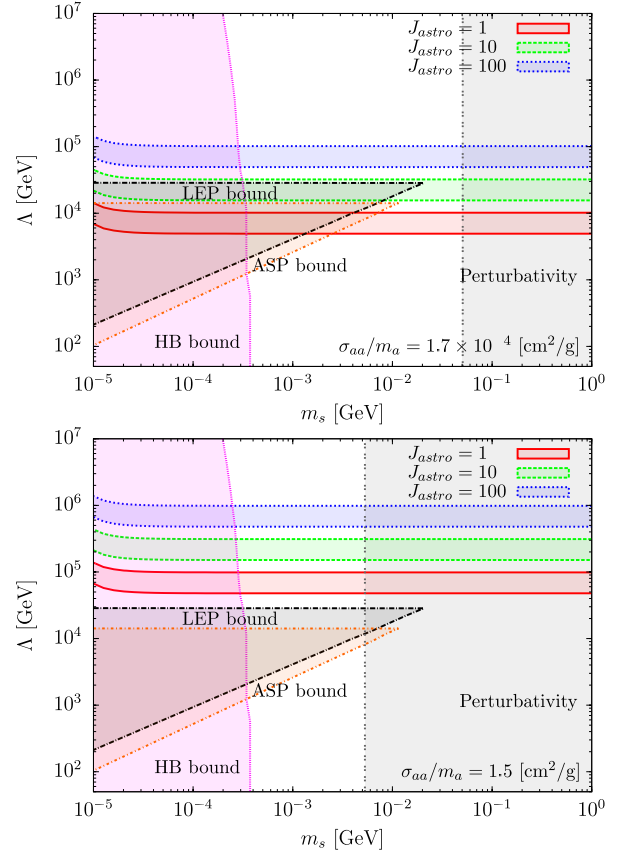 10^7
10^6
10^5
10^4
10^3
10^2
Λ [GeV]
J_astro = 1
J_astro = 10
J_astro = 100
LEP bound
ASP bound
Perturbativity
HB bound
σ_aa/m_a = 1.7 × 10^ 4 [cm^2/g]
10^−5 10^−4 10^−3 10^−2 10^−1 10^0
m_s [GeV]
10^7
10^6
10^5
10^4
10^3
10^2
Λ [GeV]
J_astro = 1
J_astro = 10
J_astro = 100
LEP bound
ASP bound
Perturbativity
HB bound
σ_aa/m_a = 1.5 [cm^2/g]
10^−5 10^−4 10^−3 10^−2 10^−1 10^0
m_s [GeV]